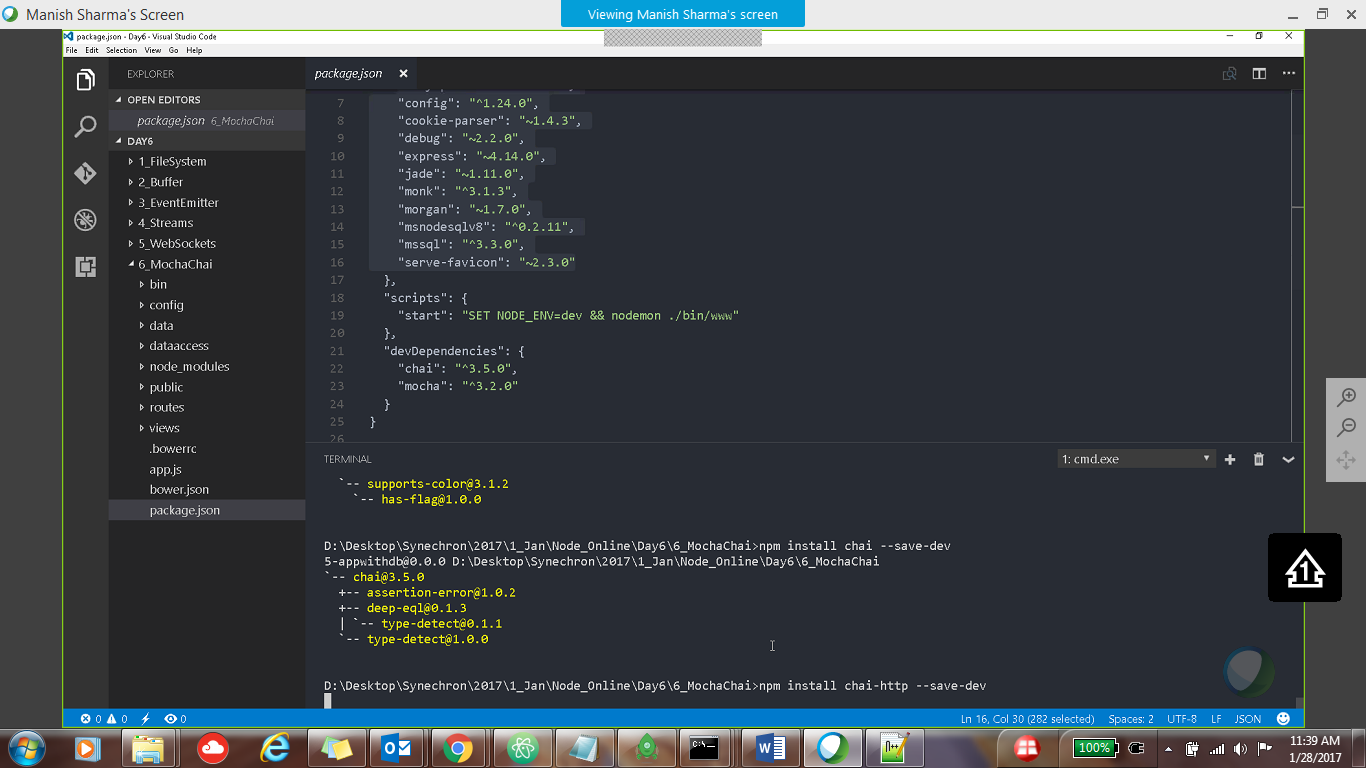 Manish Sharma's Screen
Viewing Manish Sharma's screen
package.json - Day6 - Visual Studio Code
File Edit Selection View Go Help
EXPLORER
OPEN EDITORS
package.json 6_MochaChai
DAY6
1_FileSystem
2_Buffer
3_EventEmitter
4_Streams
5_WebSockets
6_MochaChai
bin
config
data
dataaccess
node_modules
public
routes
views
.bowerrc
app.js
bower.json
package.json
package.json
7 "config": "^1.24.0",
8 "cookie-parser": "~1.4.3",
9 "debug": "~2.2.0",
10 "express": "~4.14.0",
11 "jade": "~1.11.0",
12 "monk": "^3.1.3",
13 "morgan": "~1.7.0",
14 "msnodesqlv8": "^0.2.11",
15 "mssql": "^3.3.0",
16 "serve-favicon": "~2.3.0"
17 },
18 "scripts": {
19 "start": "SET NODE_ENV=dev && nodemon ./bin/www"
20 },
21 "devDependencies": {
22 "chai": "^3.5.0",
23 "mocha": "^3.2.0"
24 }
25 }
26
TERMINAL
1: cmd.exe
`-- supports-color@3.1.2
`-- has-flag@1.0.0
D:\Desktop\Synechron\2017\1_Jan\Node_Online\Day6\6_MochaChai>npm install chai --save-dev
5-appwithdb@0.0.0 D:\Desktop\Synechron\2017\1_Jan\Node_Online\Day6\6_MochaChai
`-- chai@3.5.0
+-- assertion-error@1.0.2
+-- deep-eql@0.1.3
| `-- type-detect@0.1.1
`-- type-detect@1.0.0
D:\Desktop\Synechron\2017\1_Jan\Node_Online\Day6\6_MochaChai>npm install chai-http --save-dev
1
0 0 0
Ln 16, Col 30 (282 selected) Spaces: 2 UTF-8 LF JSON
100%
11:39 AM
1/28/2017